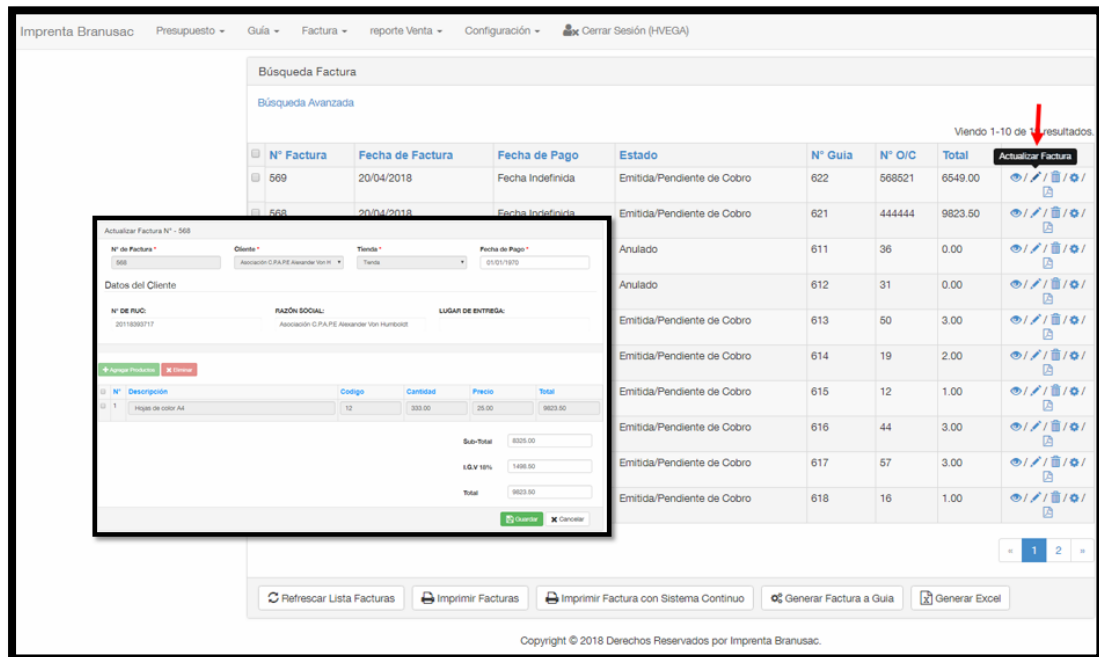 Imprenta Branusac Presupuesto Guía Factura reporte Venta Configuración Cerrar Sesión (HVEGA)
Búsqueda Factura
Búsqueda Avanzada
Viendo 1-10 de resultados.
N° Factura Fecha de Factura Fecha de Pago Estado N° Guia N° O/C Total Actualizar Factura
569 20/04/2018 Fecha Indefinida Emitida/Pendiente de Cobro 622 568521 6549.00
568 20/04/2018 Fecha Indefinida Emitida/Pendiente de Cobro 621 444444 9823.50
Anulado 611 36 0.00
Anulado 612 31 0.00
Emitida/Pendiente de Cobro 613 50 3.00
Emitida/Pendiente de Cobro 614 19 2.00
Emitida/Pendiente de Cobro 615 12 1.00
Emitida/Pendiente de Cobro 616 44 3.00
Emitida/Pendiente de Cobro 617 57 3.00
Emitida/Pendiente de Cobro 618 16 1.00
Actualizar Factura N° - 568
N° de Factura * Cliente * Tienda * Fecha de Pago *
568 Asociación C.P.A.P.E Alexander Von H Tienda 01/01/1970
Datos del Cliente
N° DE RUC: RAZÓN SOCIAL: LUGAR DE ENTREGA:
20118393717 Asociación C.P.A.P.E Alexander Von Humboldt
Agregar Productos Eliminar
N° Descripción Codigo Cantidad Precio Total
1 Hojas de color A4 12 333.00 25.00 9823.50
Sub-Total 8325.00
I.G.V 18% 1498.50
Total 9823.50
Guardar Cancelar
« 1 2 »
Refrescar Lista Facturas Imprimir Facturas Imprimir Factura con Sistema Continuo Generar Factura a Guia Generar Excel
Copyright © 2018 Derechos Reservados por Imprenta Branusac.